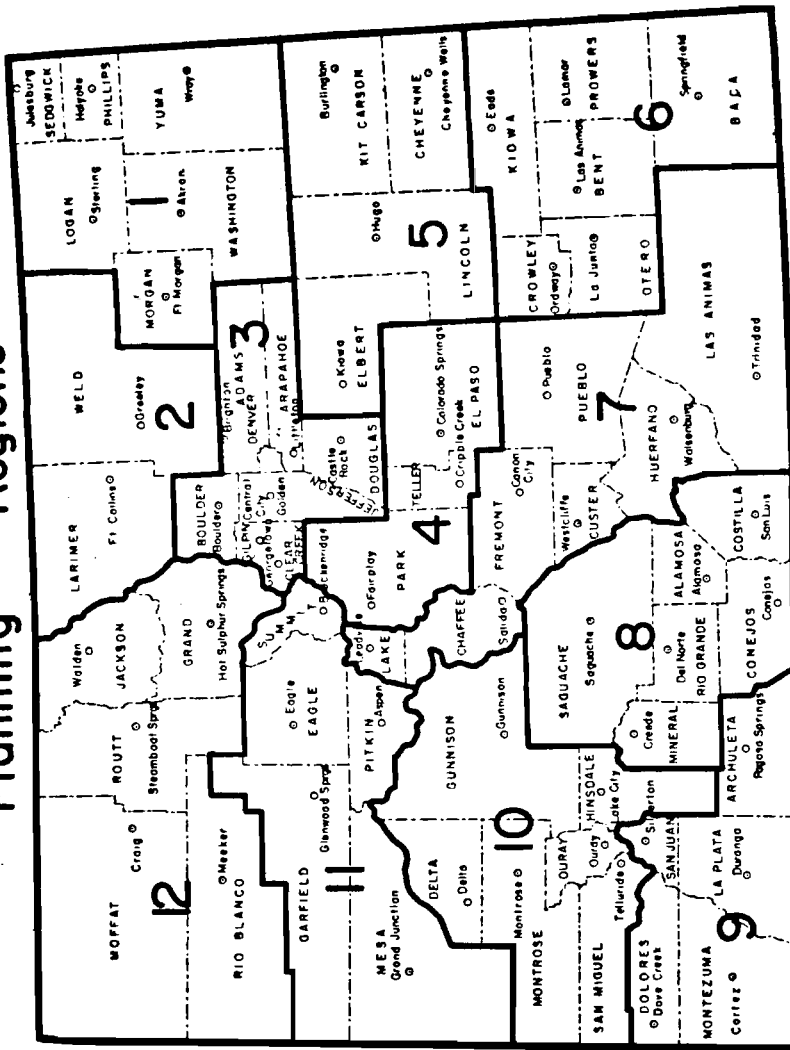 Planning Regions
MOFFAT
Craig
ROUTT
Steamboat Sprgs
Walden
JACKSON
LARIMER
Ft Collins
WELD
Greeley
2
LOGAN
Sterling
Julesburg
SEDGWICK
Holyoke
PHILLIPS
12
RIO BLANCO
Meeker
GRAND
Hot Sulphur Springs
BOULDER
Boulder
MORGAN
Ft Morgan
1
Akron
WASHINGTON
YUMA
Wray
GARFIELD
Glenwood Sprgs
Eagle
EAGLE
SUMMIT
Breckenridge
GILPIN
Central City
Georgetown
CLEAR CREEK
Golden
JEFFERSON
Brighton
ADAMS
3
DENVER
ARAPAHOE
Littleton
11
MESA
Grand Junction
PITKIN
Aspen
Leadville
LAKE
Fairplay
PARK
4
Castle Rock
DOUGLAS
Kiowa
ELBERT
Hugo
5
LINCOLN
Burlington
KIT CARSON
CHEYENNE
Cheyenne Wells
DELTA
Delta
GUNNISON
Gunnison
CHAFFEE
Salida
TELLER
Cripple Creek
Colorado Springs
EL PASO
10
Montrose
MONTROSE
OURAY
Ouray
HINSDALE
Lake City
SAGUACHE
Saguache
FREMONT
Canon City
Westcliffe
CUSTER
Pueblo
PUEBLO
7
CROWLEY
Ordway
La Junta
OTERO
Eads
KIOWA
Las Animas
BENT
Lamar
PROWERS
6
SAN MIGUEL
Telluride
Silverton
SAN JUAN
Creede
MINERAL
8
Del Norte
RIO GRANDE
ALAMOSA
Alamosa
HUERFANO
Walsenburg
LAS ANIMAS
Trinidad
Springfield
BACA
DOLORES
Dove Creek
MONTEZUMA
Cortez
9
LA PLATA
Durango
ARCHULETA
Pagosa Springs
CONEJOS
Conejos
COSTILLA
San Luis